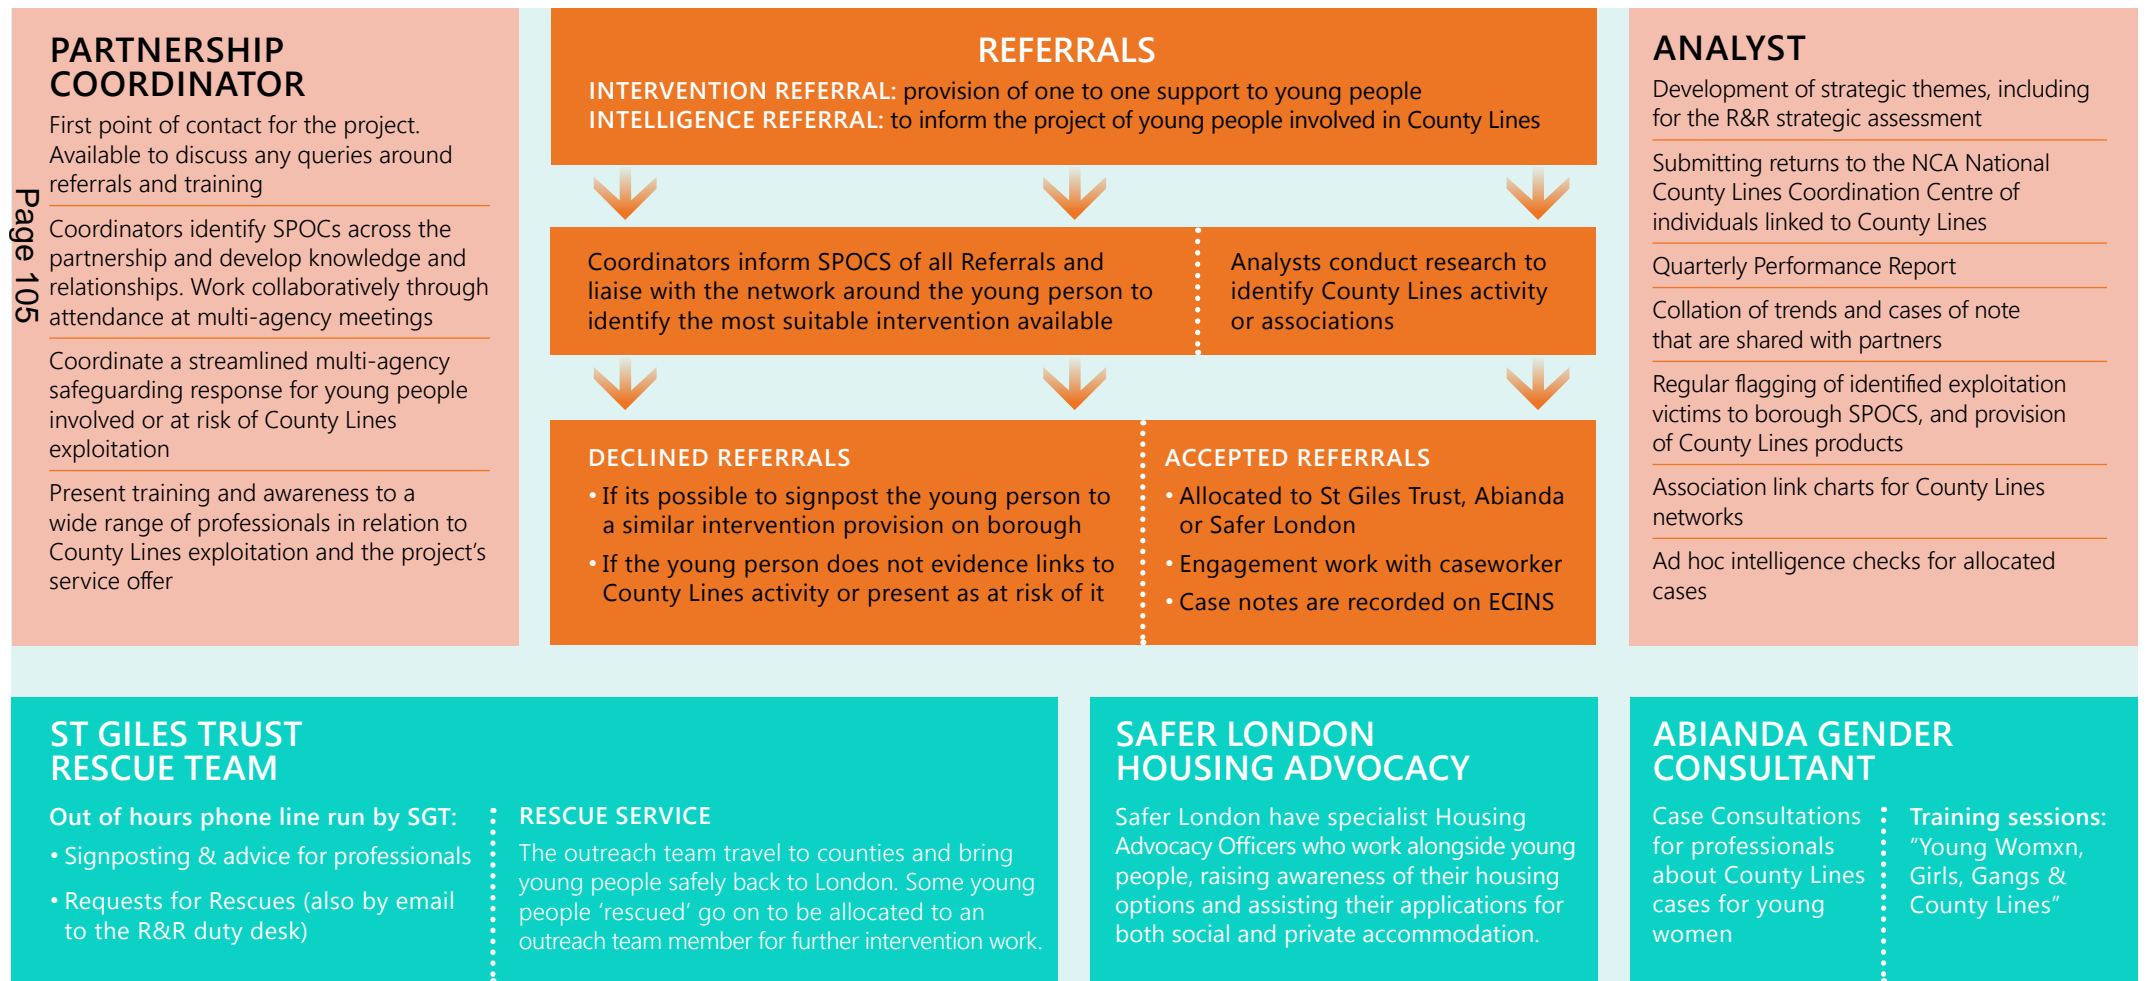 PARTNERSHIP
COORDINATOR
First point of contact for the project.
Available to discuss any queries around
referrals and training
Coordinators identify SPOCs across the
partnership and develop knowledge and
relationships. Work collaboratively through
attendance at multi-agency meetings
Coordinate a streamlined multi-agency
safeguarding response for young people
involved or at risk of County Lines
exploitation
Present training and awareness to a
wide range of professionals in relation to
County Lines exploitation and the project’s
service offer
Page 105
REFERRALS
INTERVENTION REFERRAL: provision of one to one support to young people
INTELLIGENCE REFERRAL: to inform the project of young people involved in County Lines
Coordinators inform SPOCS of all Referrals and
liaise with the network around the young person to
identify the most suitable intervention available
Analysts conduct research to
identify County Lines activity
or associations
DECLINED REFERRALS
• If its possible to signpost the young person to
a similar intervention provision on borough
• If the young person does not evidence links to
County Lines activity or present as at risk of it
ACCEPTED REFERRALS
• Allocated to St Giles Trust, Abianda
or Safer London
• Engagement work with caseworker
• Case notes are recorded on ECINS
ANALYST
Development of strategic themes, including
for the R&R strategic assessment
Submitting returns to the NCA National
County Lines Coordination Centre of
individuals linked to County Lines
Quarterly Performance Report
Collation of trends and cases of note
that are shared with partners
Regular flagging of identified exploitation
victims to borough SPOCS, and provision
of County Lines products
Association link charts for County Lines
networks
Ad hoc intelligence checks for allocated
cases
ST GILES TRUST
RESCUE TEAM
Out of hours phone line run by SGT:
• Signposting & advice for professionals
• Requests for Rescues (also by email
to the R&R duty desk)
RESCUE SERVICE
The outreach team travel to counties and bring
young people safely back to London. Some young
people ‘rescued’ go on to be allocated to an
outreach team member for further intervention work.
SAFER LONDON
HOUSING ADVOCACY
Safer London have specialist Housing
Advocacy Officers who work alongside young
people, raising awareness of their housing
options and assisting their applications for
both social and private accommodation.
ABIANDA GENDER
CONSULTANT
Case Consultations
for professionals
about County Lines
cases for young
women
Training sessions:
“Young Womxn,
Girls, Gangs &
County Lines”